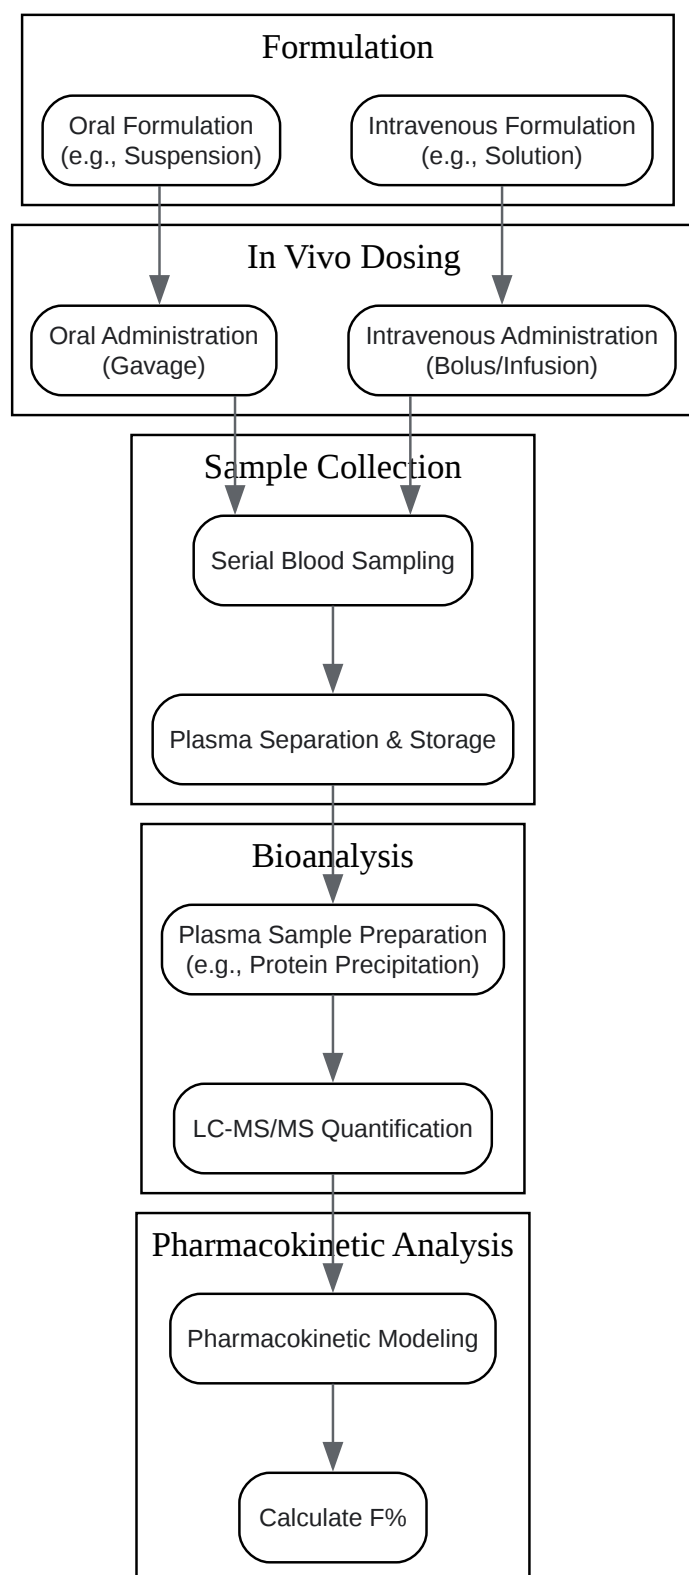 Formulation
Oral Formulation
(e.g., Suspension)
Intravenous Formulation
(e.g., Solution)
In Vivo Dosing
Oral Administration
(Gavage)
Intravenous Administration
(Bolus/Infusion)
Sample Collection
Serial Blood Sampling
Plasma Separation & Storage
Bioanalysis
Plasma Sample Preparation
(e.g., Protein Precipitation)
LC-MS/MS Quantification
Pharmacokinetic Analysis
Pharmacokinetic Modeling
Calculate F%